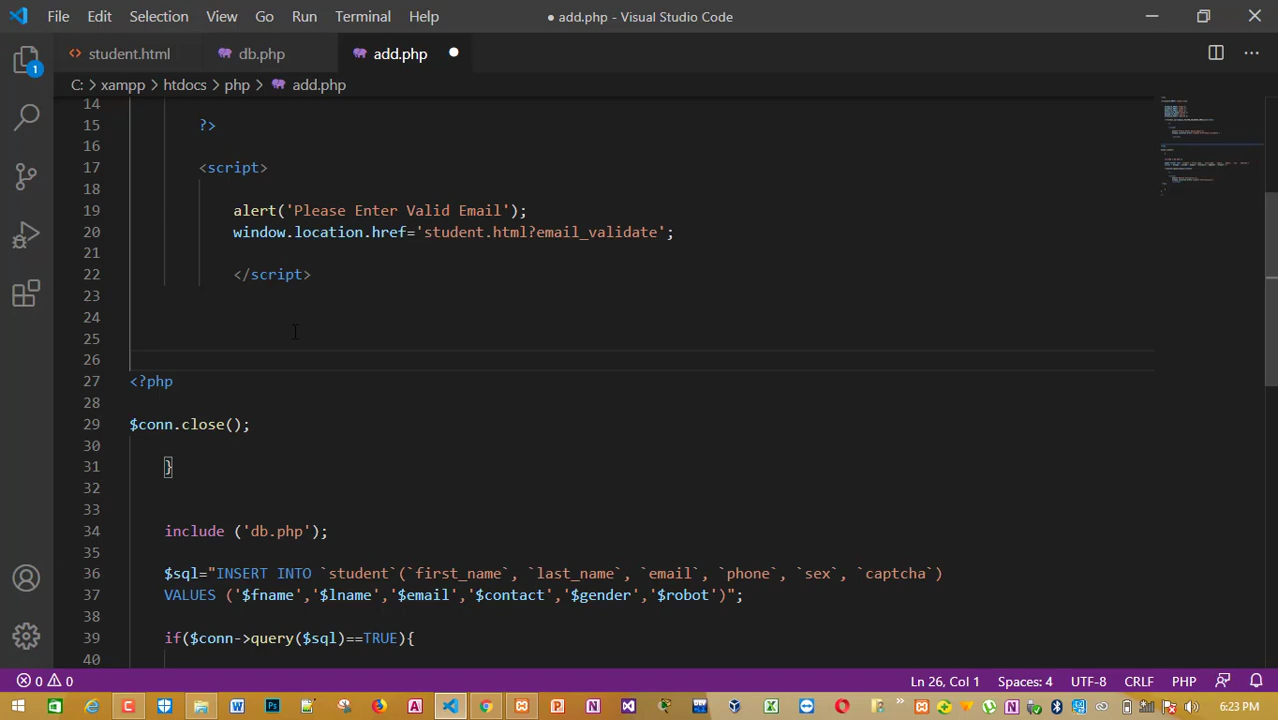 File Edit Selection View Go Run Terminal Help
● add.php - Visual Studio Code
student.html db.php add.php
C: > xampp > htdocs > php > add.php
14
15 ?>
16
17 <script>
18
19 alert('Please Enter Valid Email');
20 window.location.href='student.html?email_validate';
21
22 </script>
23
24
25
26
27 <?php
28
29 $conn.close();
30
31 }
32
33
34 include ('db.php');
35
36 $sql="INSERT INTO `student`(`first_name`, `last_name`, `email`, `phone`, `sex`, `captcha`)
37 VALUES ('$fname','$lname','$email','$contact','$gender','$robot')";
38
39 if($conn->query($sql)==TRUE){
40
1
0 0 Ln 26, Col 1 Spaces: 4 UTF-8 CRLF PHP
6:23 PM